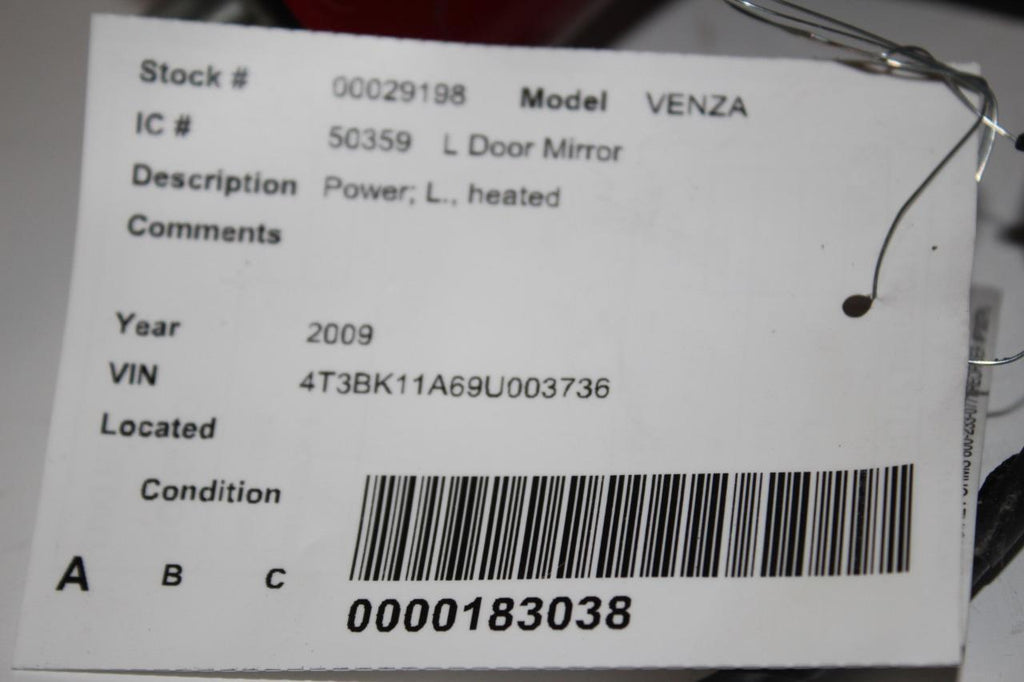 Stock # 00029198 Model VENZA
IC # 50359 L Door Mirror
Description Power; L., heated
Comments
Year 2009
VIN 4T3BK11A69U003736
Located
Condition
A B C
0000183038